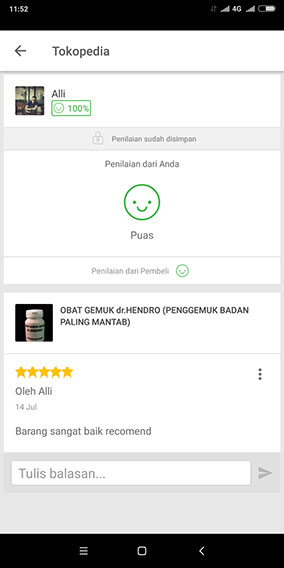 11:52
4G
Tokopedia
Alli
100%
Penilaian sudah disimpan
Penilaian dari Anda
Puas
Penilaian dari Pembeli
OBAT GEMUK dr.HENDRO (PENGGEMUK BADAN
PALING MANTAB)
Oleh Alli
14 Jul
Barang sangat baik recomend
Tulis balasan...